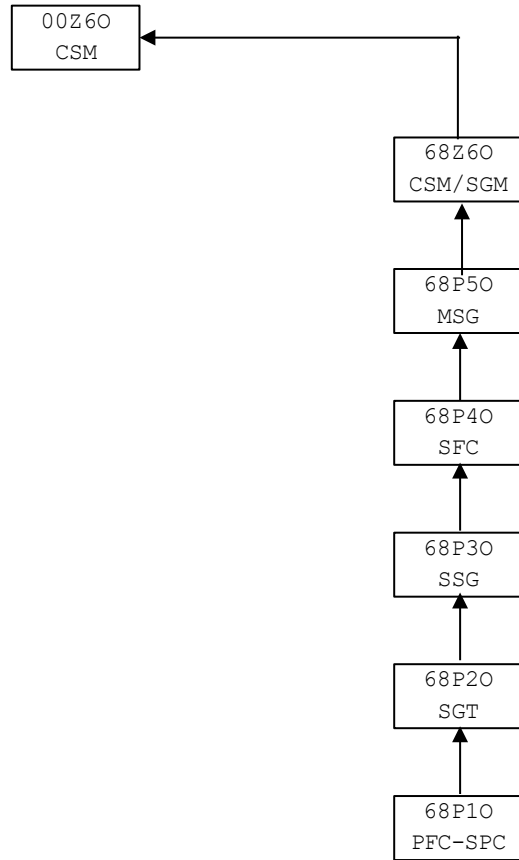 00Z6O
CSM
68Z6O
CSM/SGM
68P5O
MSG
68P4O
SFC
68P3O
SSG
68P2O
SGT
68P1O
PFC-SPC